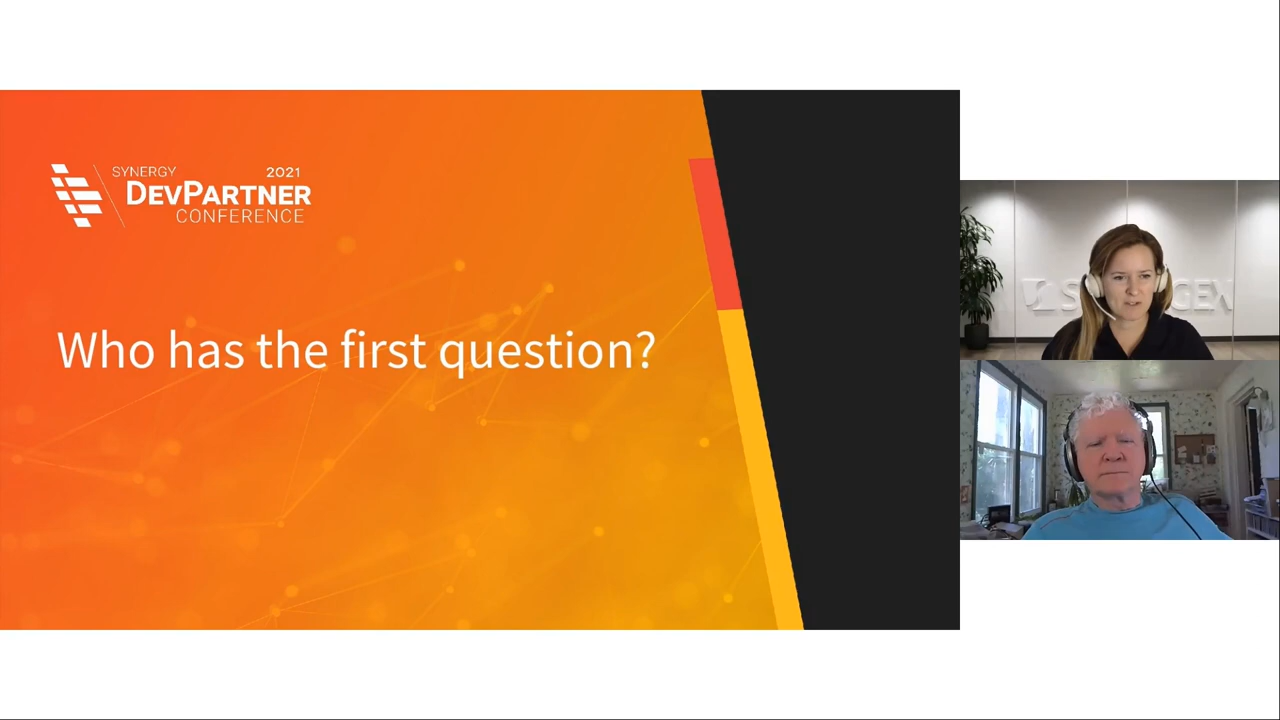 SYNERGY 2021
DEVPARTNER
CONFERENCE
Who has the first question?